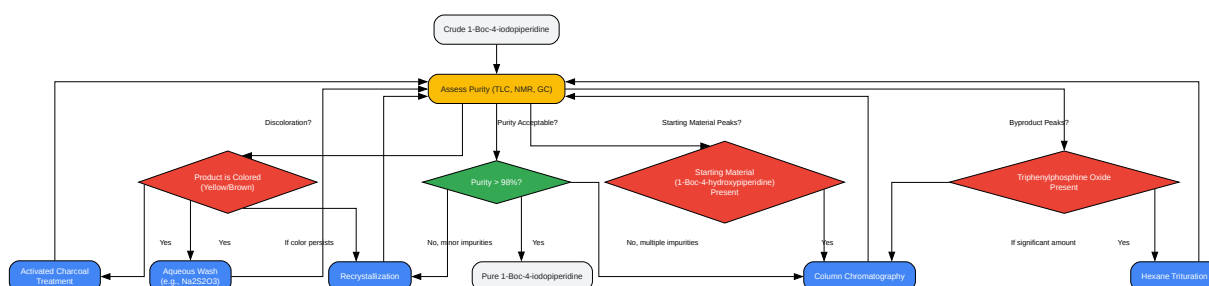 Crude 1-Boc-4-iodopiperidine
Assess Purity (TLC, NMR, GC)
Discoloration?
Purity Acceptable?
Starting Material Peaks?
Byproduct Peaks?
Product is Colored
(Yellow/Brown)
Purity > 98%?
Starting Material
(1-Boc-4-hydroxypiperidine)
Present
Triphenylphosphine Oxide
Present
Yes
Yes
If color persists
No, minor impurities
Yes
No, multiple impurities
Yes
If significant amount
Yes
Activated Charcoal
Treatment
Aqueous Wash
(e.g., Na2S2O3)
Recrystallization
Pure 1-Boc-4-iodopiperidine
Column Chromatography
Hexane Trituration